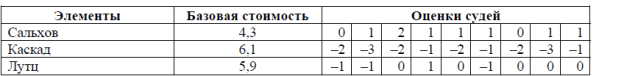 Элементы Базовая стоимость Оценки судей
Сальхов 4,3 0 1 2 1 1 1 0 1 1
Каскад 6,1 –2 –3 –2 –1 –2 –1 –2 –3 –1
Лутц 5,9 –1 –1 0 1 0 –1 0 0 0